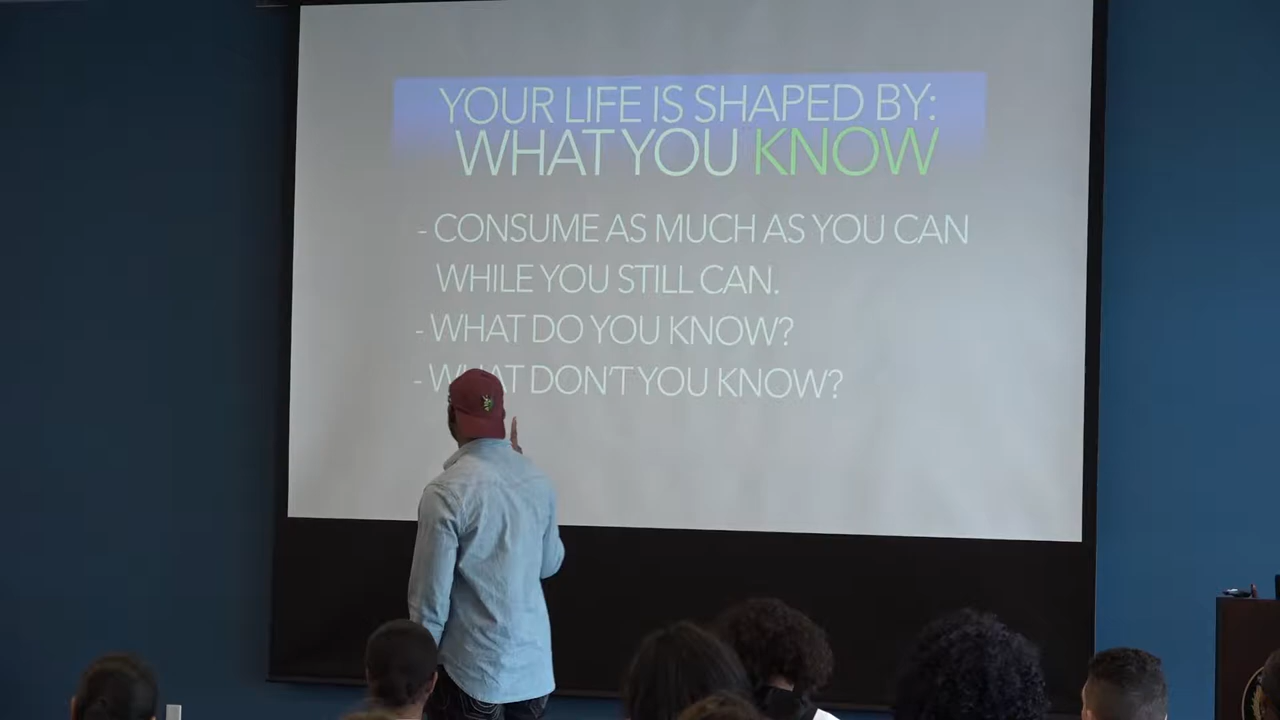 YOUR LIFE IS SHAPED BY:
WHAT YOU KNOW
- CONSUME AS MUCH AS YOU CAN
WHILE YOU STILL CAN.
- WHAT DO YOU KNOW?
- WHAT DON'T YOU KNOW?